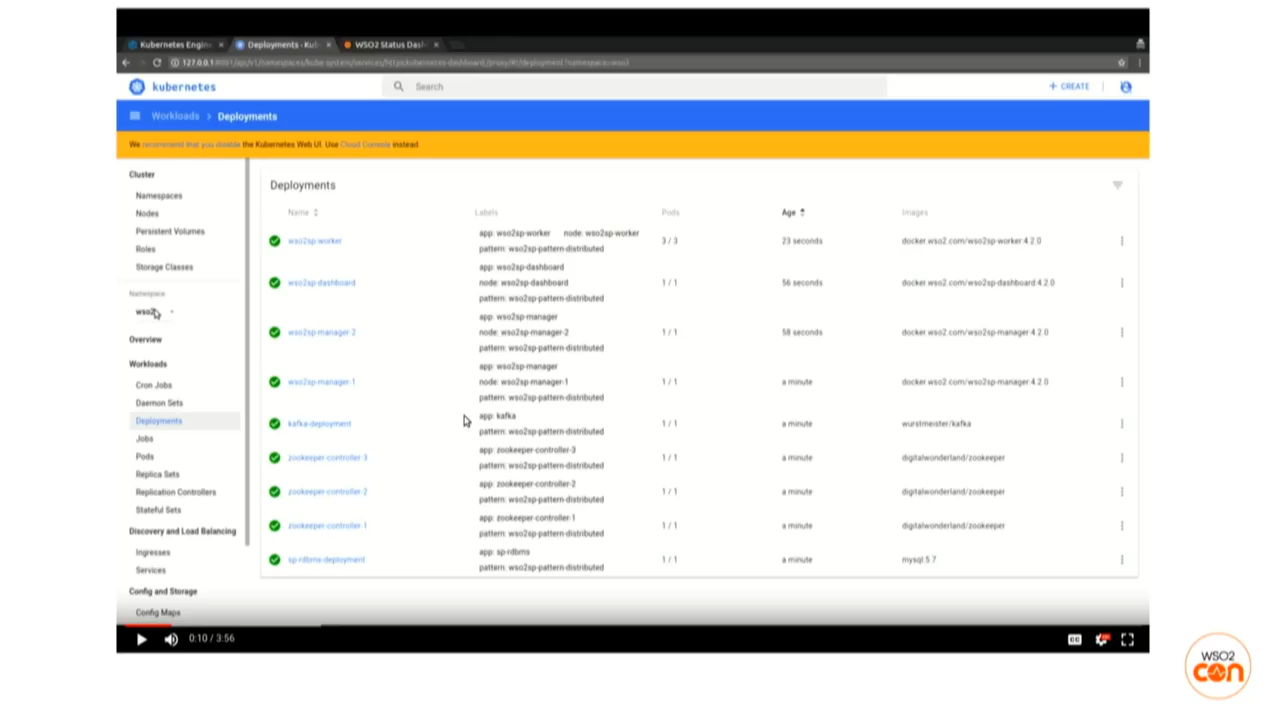 Kubernetes Engin
Deployments - Kub
WSO2 Status Das
kubernetes
Search
+ CREATE
Workloads > Deployments
We recommend that you disable the Kubernetes Web UI. Use Cloud Console instead.
Cluster
Namespaces
Nodes
Persistent Volumes
Roles
Storage Classes
Namespace
wso2
Overview
Workloads
Cron Jobs
Daemon Sets
Deployments
Jobs
Pods
Replica Sets
Replication Controllers
Stateful Sets
Discovery and Load Balancing
Ingresses
Services
Config and Storage
Config Maps
Deployments
Name Labels Pods Age Images
wso2sp-worker app: wso2sp-worker node: wso2sp-worker 3 / 3 23 seconds docker.wso2.com/wso2sp-worker:4.2.0
pattern: wso2sp-pattern-distributed
app: wso2sp-dashboard
wso2sp-dashboard node: wso2sp-dashboard 1 / 1 56 seconds docker.wso2.com/wso2sp-dashboard:4.2.0
pattern: wso2sp-pattern-distributed
app: wso2sp-manager
wso2sp-manager-2 node: wso2sp-manager-2 1 / 1 58 seconds docker.wso2.com/wso2sp-manager:4.2.0
pattern: wso2sp-pattern-distributed
app: wso2sp-manager
wso2sp-manager-1 node: wso2sp-manager-1 1 / 1 a minute docker.wso2.com/wso2sp-manager:4.2.0
pattern: wso2sp-pattern-distributed
app: kafka
kafka-deployment 1 / 1 a minute wurstmeister/kafka
pattern: wso2sp-pattern-distributed
app: zookeeper-controller-3
zookeeper-controller-3 1 / 1 a minute digitalwonderland/zookeeper
pattern: wso2sp-pattern-distributed
app: zookeeper-controller-2
zookeeper-controller-2 1 / 1 a minute digitalwonderland/zookeeper
pattern: wso2sp-pattern-distributed
app: zookeeper-controller-1
zookeeper-controller-1 1 / 1 a minute digitalwonderland/zookeeper
pattern: wso2sp-pattern-distributed
app: sp-rdbms
sp-rdbms-deployment 1 / 1 a minute mysql:5.7
pattern: wso2sp-pattern-distributed
0:10 / 3:56
CC
WSO2
con